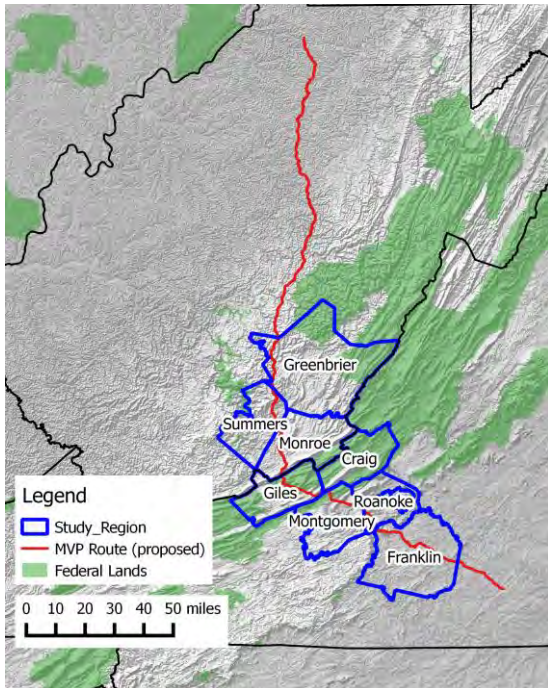 Greenbrier
Summers
Monroe
Craig
Giles
Roanoke
Montgomery
Franklin
Legend
Study_Region
MVP Route (proposed)
Federal Lands
0 10 20 30 40 50 miles